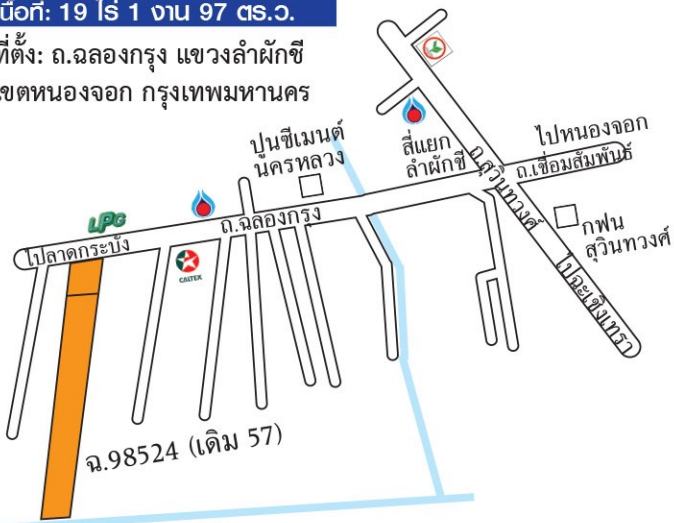 นื้อที่: 19 ไร่ 1 งาน 97 ตร.ว.
ที่ตั้ง: ถ.ฉลองกรุง แขวงลำผักชี
ขตหนองจอก กรุงเทพมหานคร
ปูนซีเมนต์
นครหลวง
สี่แยก
ลำผักชี
ไปหนองจอก
ถ.เชื่อมสัมพันธ์
ถ.สุวินทวงศ์
LPG
ถ.ฉลองกรุง
ไปลาดกระบัง
CALTEX
กฟน
สุวินทวงศ์
ไปฉะเชิงเทรา
ฉ.98524 (เดิม 57)